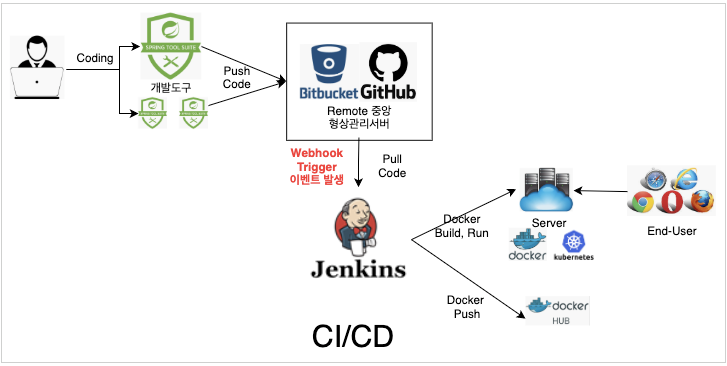 Coding
SPRING TOOL SUITE
개발도구
Push
Code
Bitbucket
GitHub
Remote 중앙
형상관리서버
Webhook
Trigger
이벤트 발생
Pull
Code
Jenkins
Docker
Build, Run
Server
docker
kubernetes
End-User
Docker
Push
docker
HUB
CI/CD